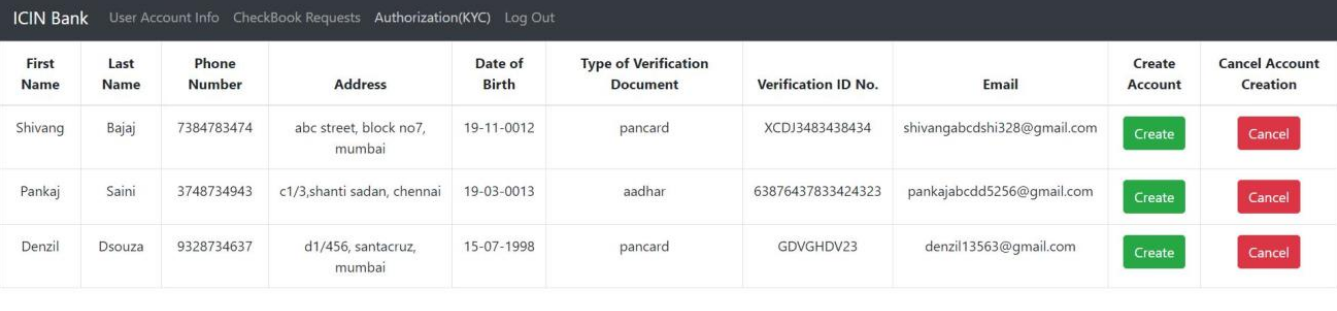 ICIN Bank User Account Info CheckBook Requests Authorization(KYC) Log Out
First Name Last Name Phone Number Address Date of Birth Type of Verification Document Verification ID No. Email Create Account Cancel Account Creation
Shivang Bajaj 7384783474 abc street, block no7, mumbai 19-11-0012 pancard XCDJ3483438434 shivangabcdshi328@gmail.com Create Cancel
Pankaj Saini 3748734943 c1/3,shanti sadan, chennai 19-03-0013 aadhar 63876437833424323 pankajabcdd5256@gmail.com Create Cancel
Denzil Dsouza 9328734637 d1/456, santacruz, mumbai 15-07-1998 pancard GDVGHDV23 denzil13563@gmail.com Create Cancel